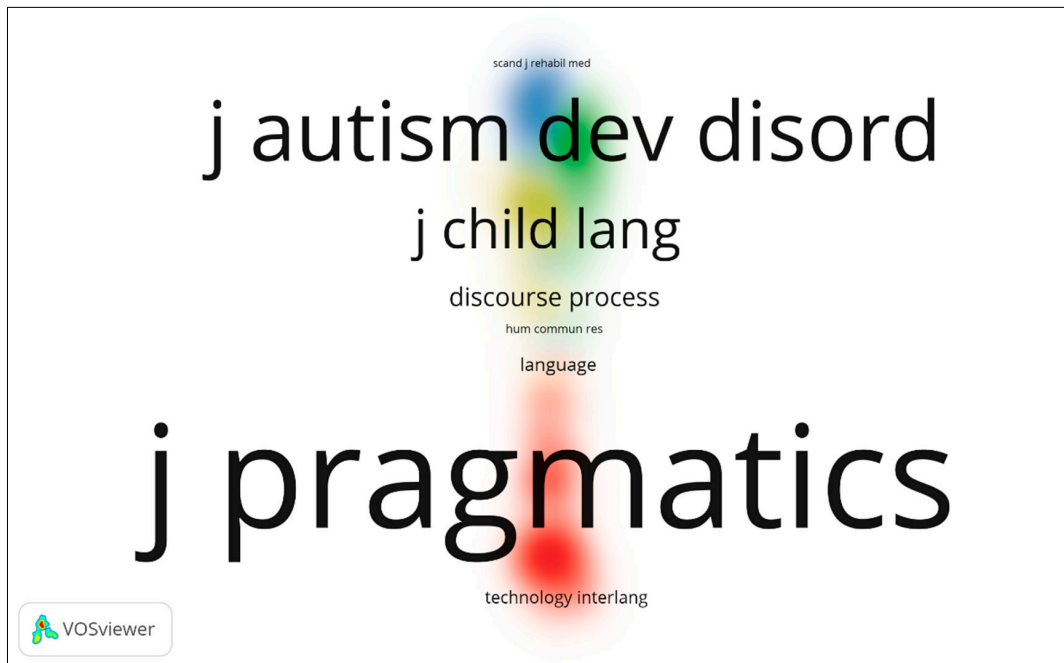 scand j rehabil med
j autism dev disord
j child lang
discourse process
hum commun res
language
j pragmatics
technology interlang
VOSviewer